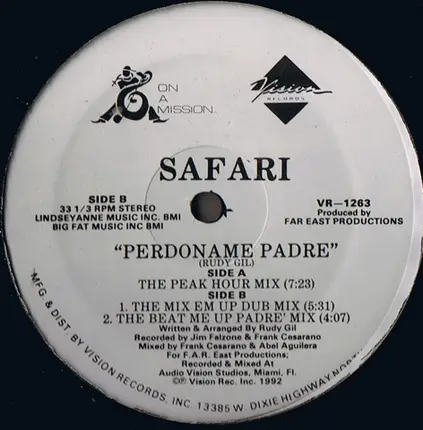 ON
A
MISSION
Vision
RECORDS
SAFARI
SIDE B
33 1/3 RPM STEREO
LINDSEYANNE MUSIC INC. BMI
BIG FAT MUSIC INC BMI
VR-1263
Produced by
FAR EAST PRODUCTIONS
"PERDONAME PADRE"
(RUDY GIL)
SIDE A
THE PEAK HOUR MIX (7:23)
SIDE B
1. THE MIX EM UP DUB MIX (5:31)
2. THE BEAT ME UP PADRE' MIX (4:07)
Written & Arranged By Rudy Gil
Recorded by Jim Falzone & Frank Cesarano
Mixed by Frank Cesarano & Abel Aguilera
For F.A.R. East Productions;
Recorded & Mixed At
Audio Vision Studios, Miami, Fl.
©℗ Vision Rec. Inc. 1992
MFG & DIST. BY VISION RECORDS, INC. 13385 W. DIXIE HIGHWAY